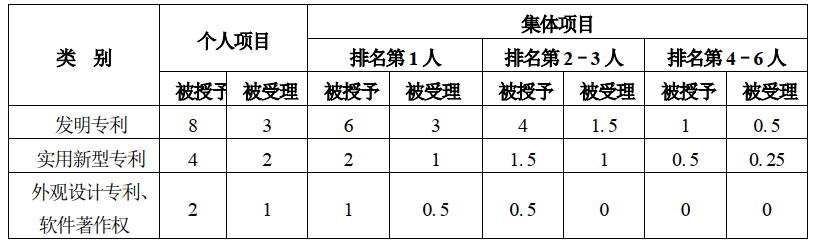 类 别 个人项目 集体项目
排名第1人 排名第2-3人 排名第4-6人
被授予 被受理 被授予 被受理 被授予 被受理 被授予 被受理
发明专利 8 3 6 3 4 1.5 1 0.5
实用新型专利 4 2 2 1 1.5 1 0.5 0.25
外观设计专利、
软件著作权 2 1 1 0.5 0.5 0 0 0